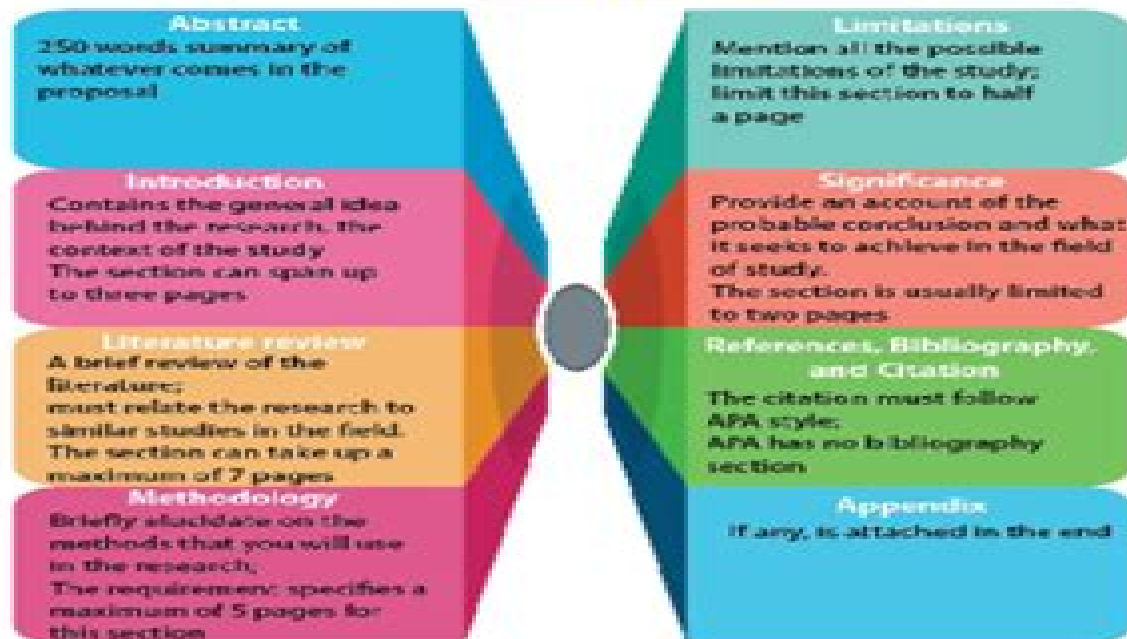 Abstract
250 words summary of
whatever comes in the
proposal
Introduction
Contains the general idea
behind the research, the
context of the study
The section can span up
to three pages
Literature review
A brief review of the
literature;
must relate the research to
similar studies in the field.
The section can take up a
maximum of 7 pages
Methodology
Briefly elucidate on the
methods that you will use
in the research;
The requirement specifies a
maximum of 5 pages for
this section
Limitations
Mention all the possible
limitations of the study;
limit this section to half
a page
Significance
Provide an account of the
probable conclusion and what
it seeks to achieve in the field
of study.
The section is usually limited
to two pages
References, Bibliography,
and Citation
The citation must follow
APA style;
APA has no bibliography
section
Appendix
If any, is attached in the end